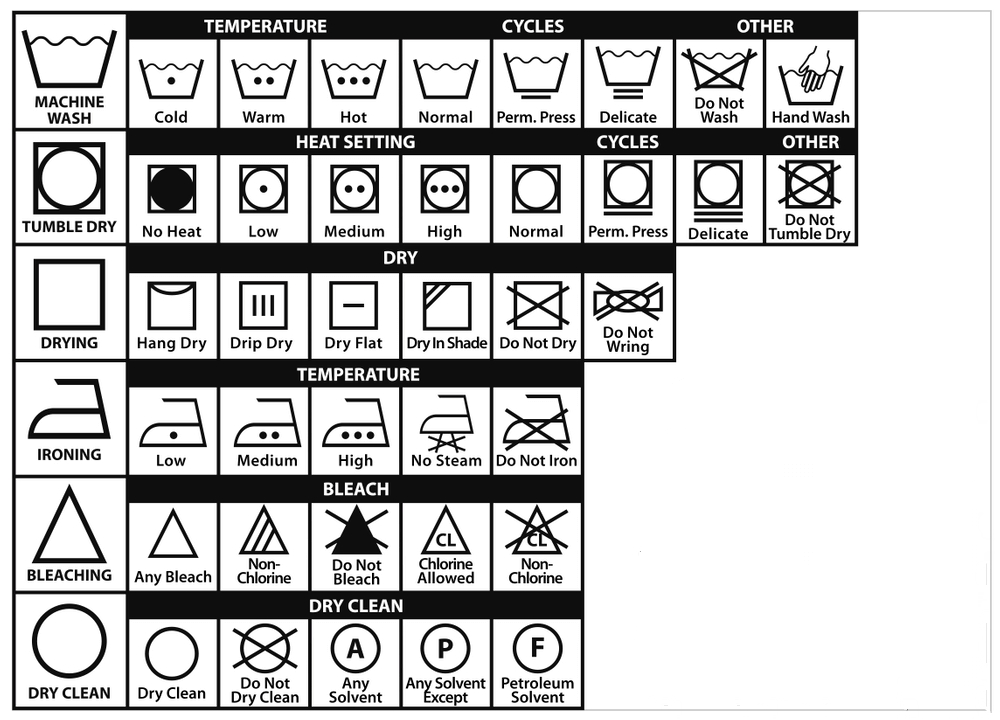 TEMPERATURE CYCLES OTHER
MACHINE
WASH
Cold
Warm
Hot
Normal
Perm. Press
Delicate
Do Not
Wash
Hand Wash
HEAT SETTING CYCLES OTHER
TUMBLE DRY
No Heat
Low
Medium
High
Normal
Perm. Press
Delicate
Do Not
Tumble Dry
DRY
DRYING
Hang Dry
Drip Dry
Dry Flat
Dry In Shade
Do Not Dry
Do Not
Wring
TEMPERATURE
IRONING
Low
Medium
High
No Steam
Do Not Iron
BLEACH
BLEACHING
Any Bleach
Non-
Chlorine
Do Not
Bleach
CL
Chlorine
Allowed
CL
Non-
Chlorine
DRY CLEAN
DRY CLEAN
Dry Clean
Do Not
Dry Clean
A
Any
Solvent
P
Any Solvent
Except
F
Petroleum
Solvent